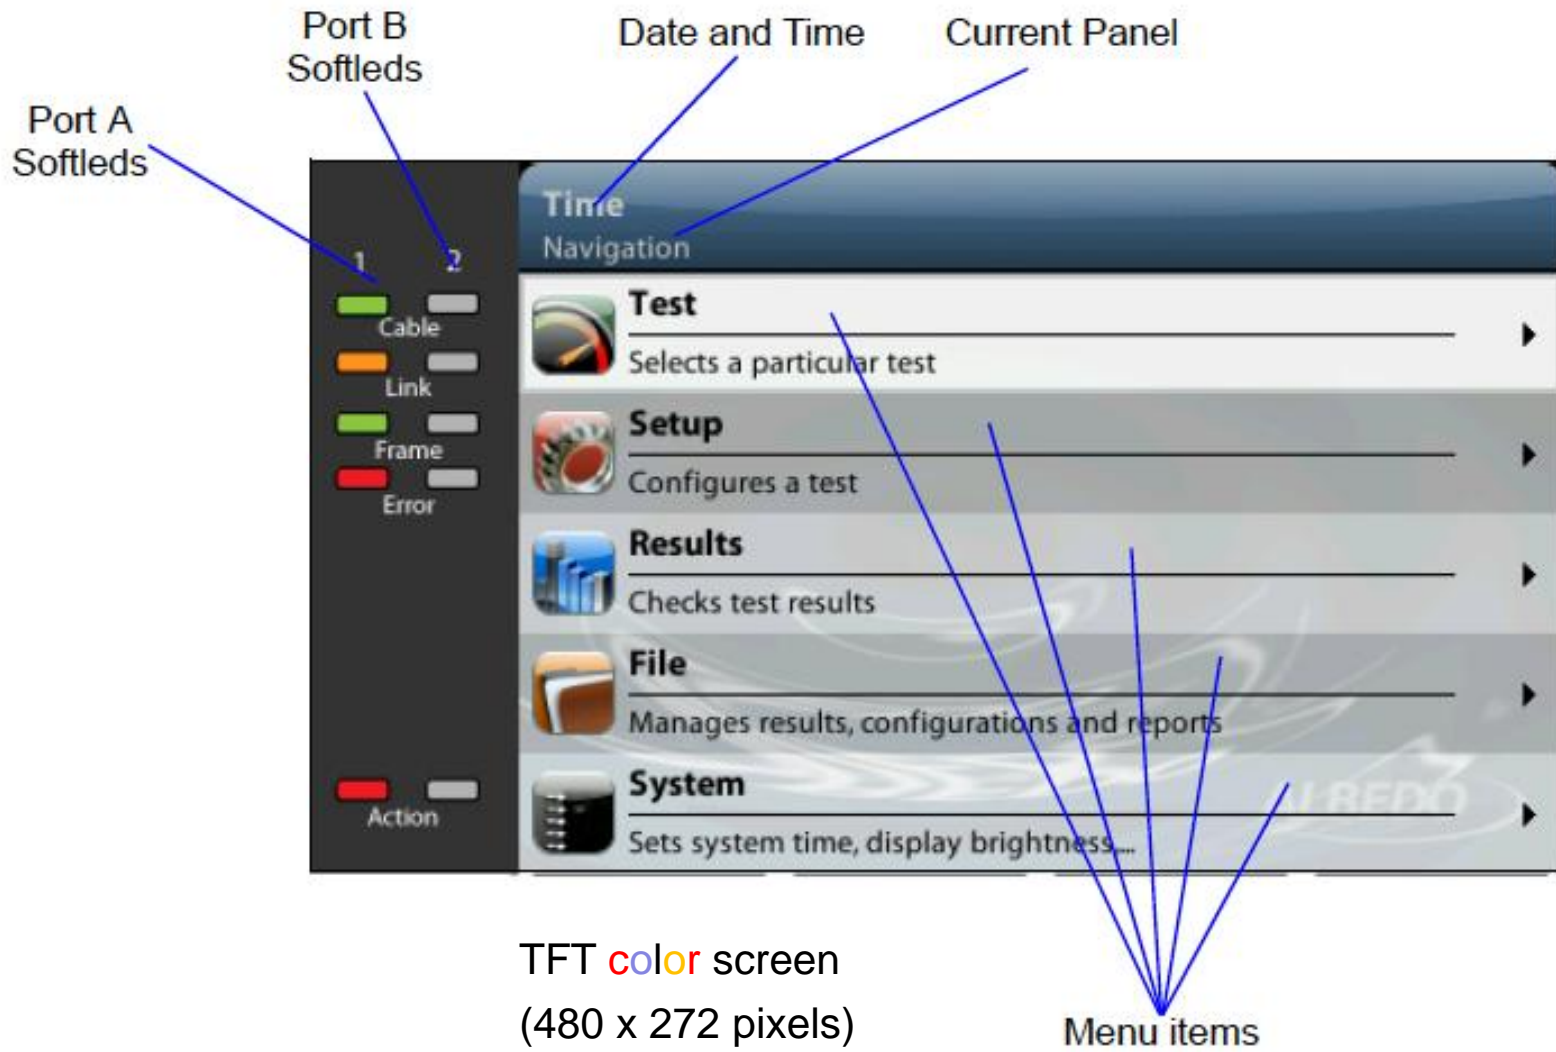 Port B
Softleds
Date and Time
Current Panel
Port A
Softleds
Time
Navigation
1 2
Cable
Link
Frame
Error
Action
Test
Selects a particular test
Setup
Configures a test
Results
Checks test results
File
Manages results, configurations and reports
System
Sets system time, display brightness...
ALBEDO
TFT color screen
(480 x 272 pixels)
Menu items